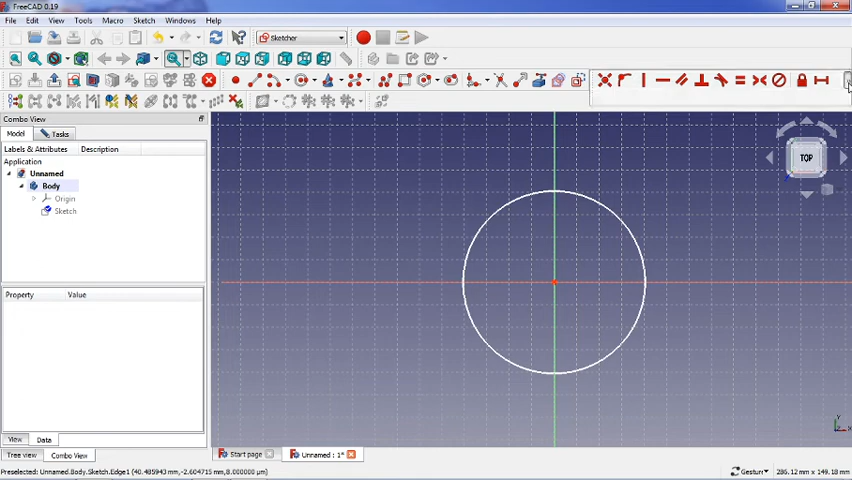 FreeCAD 0.19
File Edit View Tools Macro Sketch Windows Help
Sketcher
Combo View
Model Tasks
Labels & Attributes Description
Application
Unnamed
Body
Origin
Sketch
TOP
Property Value
View Data
Tree view Combo View
Start page Unnamed : 1*
Preselected: Unnamed.Body.Sketch.Edge1 (40.485943 mm,-2.604715 mm,8.000000 µm) Gesture 286.12 mm x 149.18 mm